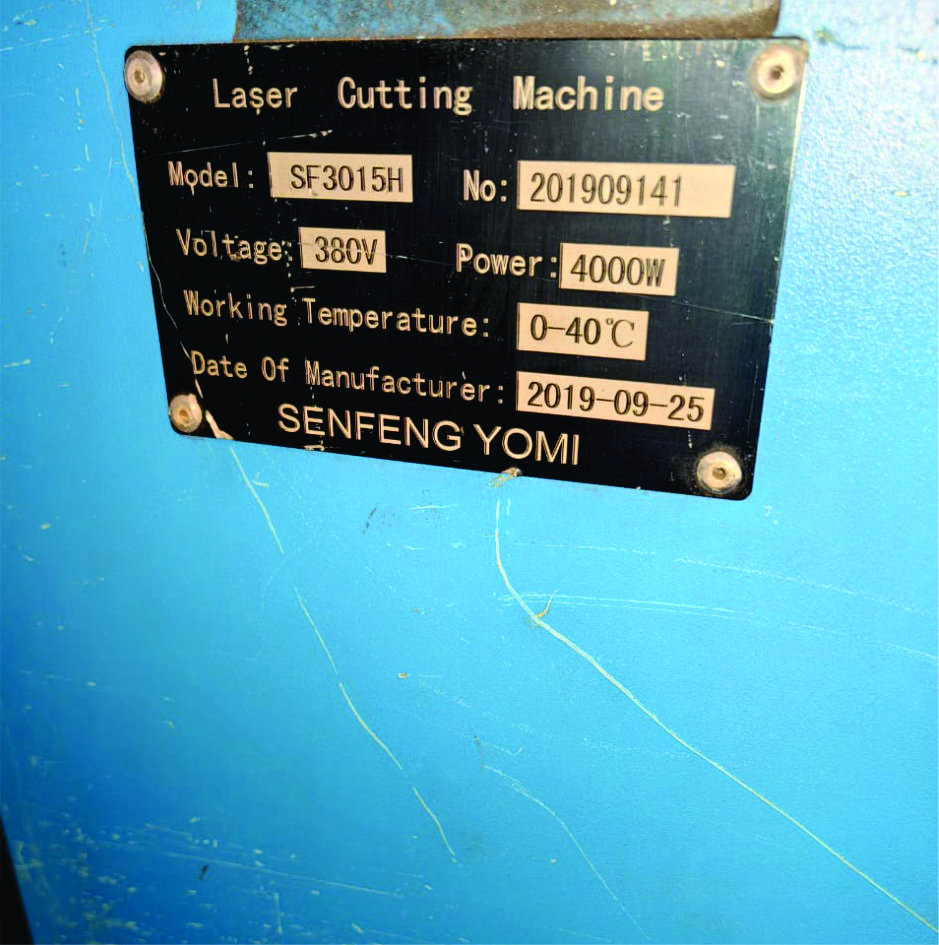 Laser Cutting Machine
Model: SF3015H No: 201909141
Voltage: 380V Power: 4000W
Working Temperature: 0-40℃
Date Of Manufacturer: 2019-09-25
SENFENG YOMI